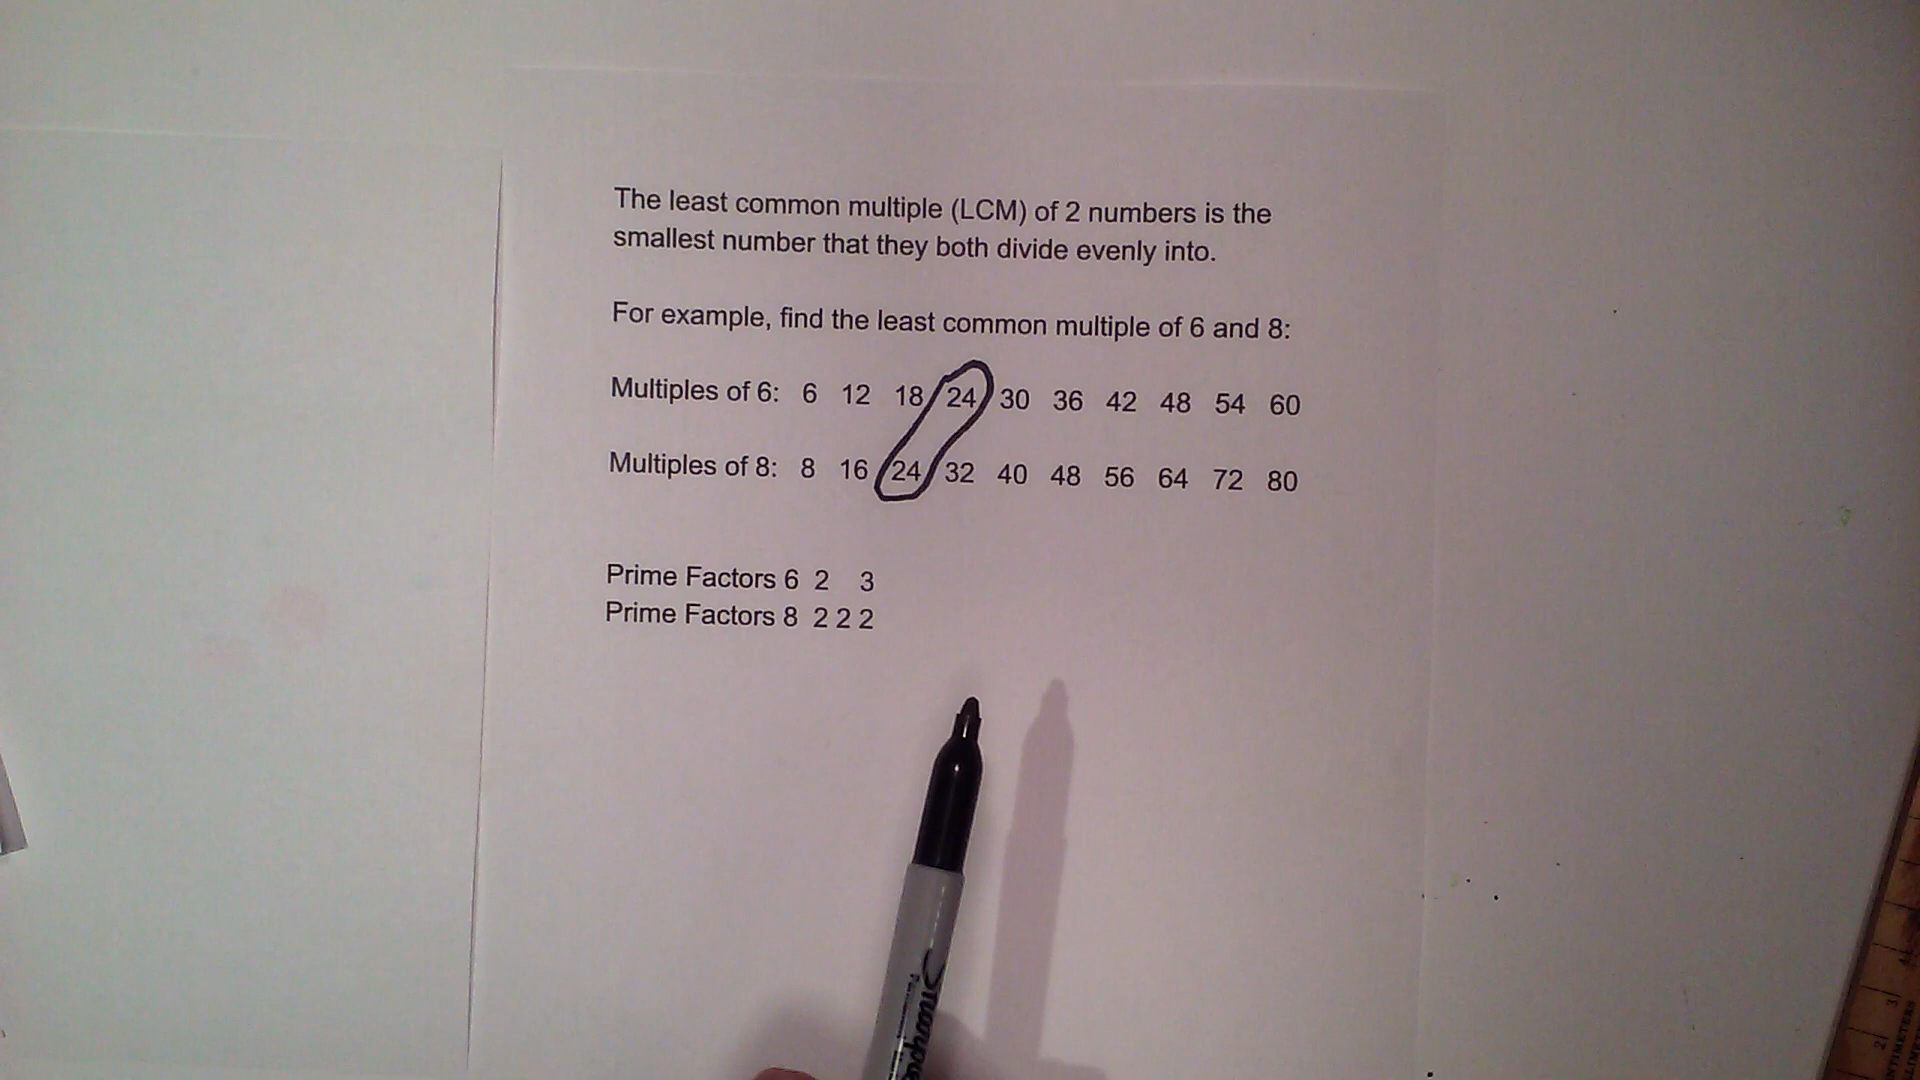 The least common multiple (LCM) of 2 numbers is the
smallest number that they both divide evenly into.
For example, find the least common multiple of 6 and 8:
Multiples of 6: 6 12 18 24 30 36 42 48 54 60
Multiples of 8: 8 16 24 32 40 48 56 64 72 80
Prime Factors 6 2 3
Prime Factors 8 2 2 2